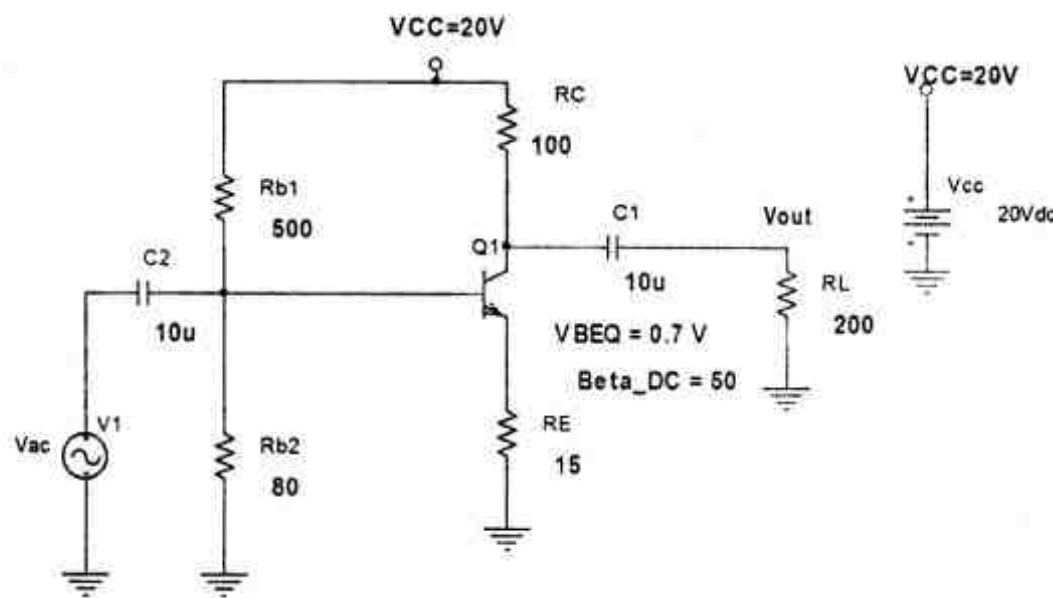 VCC=20V
RC
100
VCC=20V
Rb1
500
Vcc
20Vdc
C1
Vout
Q1
10u
C2
10u
RL
200
VBEQ = 0.7 V
Beta_DC = 50
V1
Vac
Rb2
80
RE
15